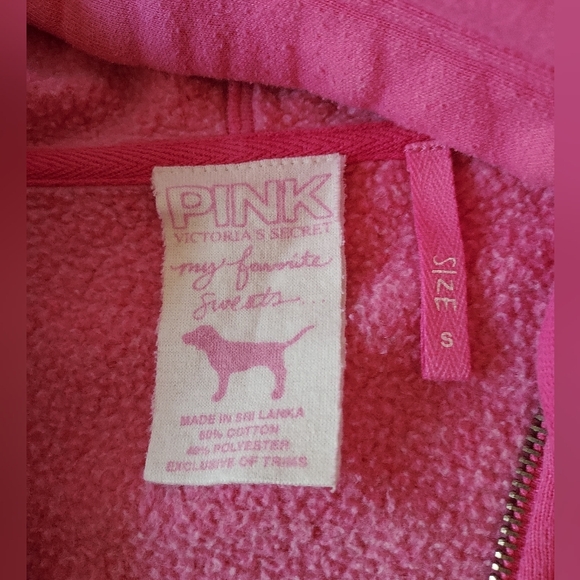 PINK
VICTORIA'S SECRET
my favorite
sweats...
MADE IN SRI LANKA
60% COTTON
40% POLYESTER
EXCLUSIVE OF TRIMS
SIZE S